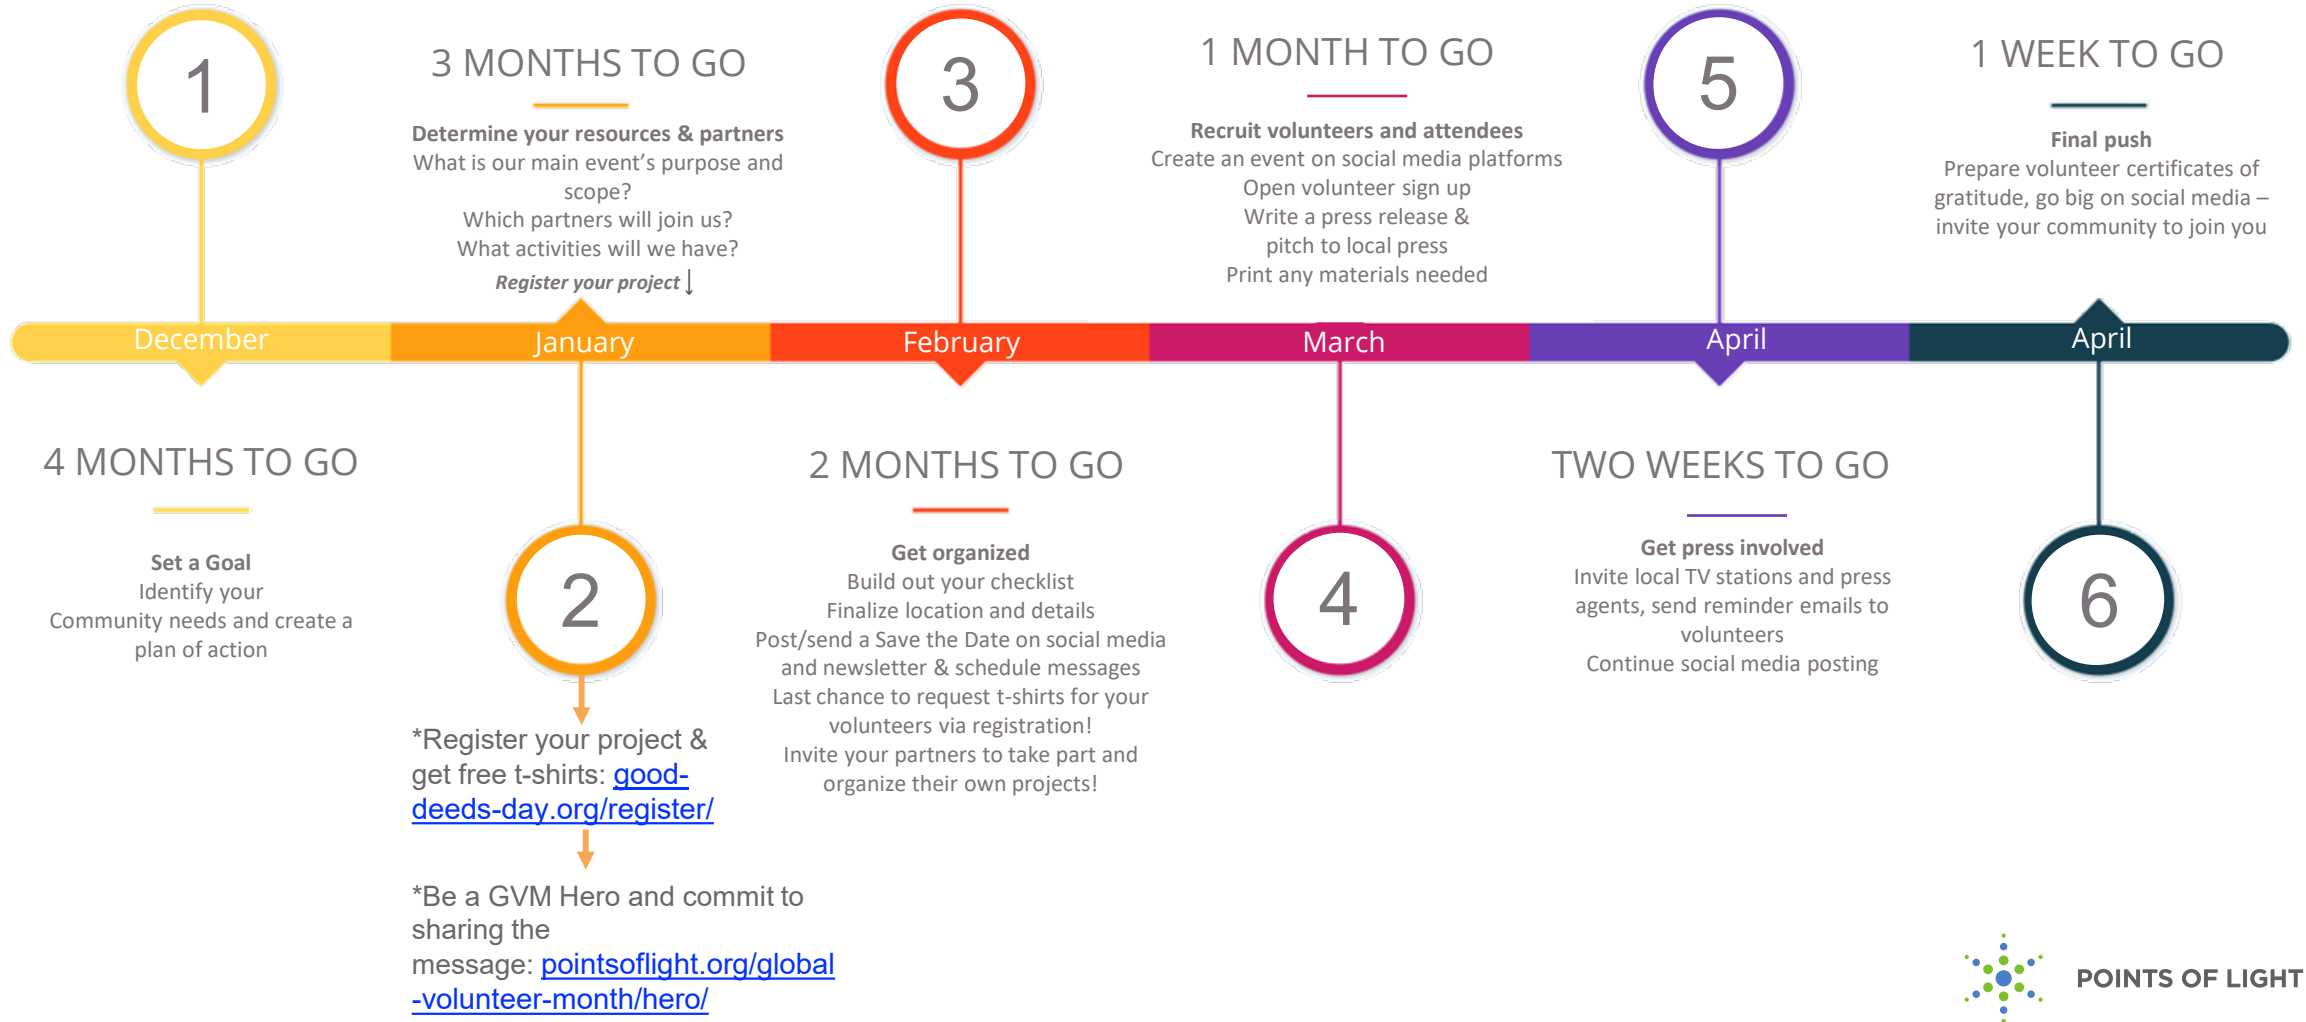 1
3 MONTHS TO GO
Determine your resources & partners
What is our main event's purpose and
scope?
Which partners will join us?
What activities will we have?
Register your project ↓
3
1 MONTH TO GO
Recruit volunteers and attendees
Create an event on social media platforms
Open volunteer sign up
Write a press release &
pitch to local press
Print any materials needed
5
1 WEEK TO GO
Final push
Prepare volunteer certificates of
gratitude, go big on social media –
invite your community to join you
December
January
February
March
April
April
4 MONTHS TO GO
Set a Goal
Identify your
Community needs and create a
plan of action
2
*Register your project &
get free t-shirts: good-
deeds-day.org/register/
*Be a GVM Hero and commit to
sharing the
message: pointsoflight.org/global
-volunteer-month/hero/
2 MONTHS TO GO
Get organized
Build out your checklist
Finalize location and details
Post/send a Save the Date on social media
and newsletter & schedule messages
Last chance to request t-shirts for your
volunteers via registration!
Invite your partners to take part and
organize their own projects!
4
TWO WEEKS TO GO
Get press involved
Invite local TV stations and press
agents, send reminder emails to
volunteers
Continue social media posting
6
POINTS OF LIGHT